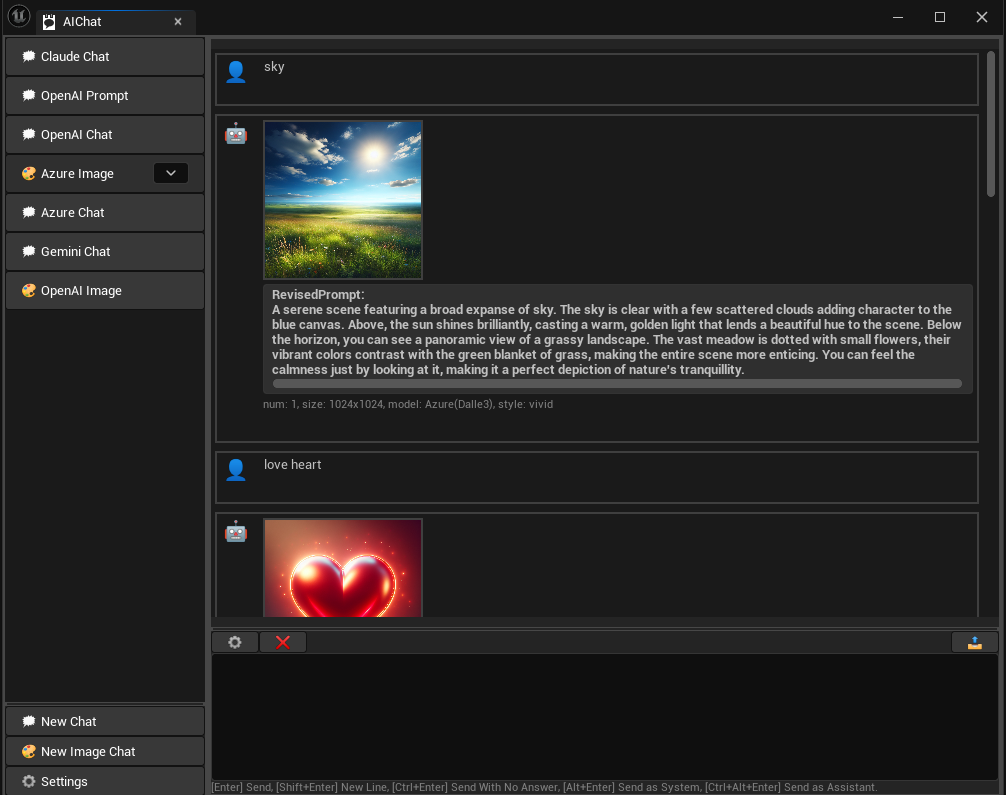 AIChat
Claude Chat
OpenAI Prompt
OpenAI Chat
Azure Image
Azure Chat
Gemini Chat
OpenAI Image
New Chat
New Image Chat
Settings
sky
RevisedPrompt:
A serene scene featuring a broad expanse of sky. The sky is clear with a few scattered clouds adding character to the
blue canvas. Above, the sun shines brilliantly, casting a warm, golden light that lends a beautiful hue to the scene. Below
the horizon, you can see a panoramic view of a grassy landscape. The vast meadow is dotted with small flowers, their
vibrant colors contrast with the green blanket of grass, making the entire scene more enticing. You can feel the
calmness just by looking at it, making it a perfect depiction of nature's tranquillity.
num: 1, size: 1024x1024, model: Azure(Dalle3), style: vivid
love heart
[Enter] Send, [Shift+Enter] New Line, [Ctrl+Enter] Send With No Answer, [Alt+Enter] Send as System, [Ctrl+Alt+Enter] Send as Assistant.